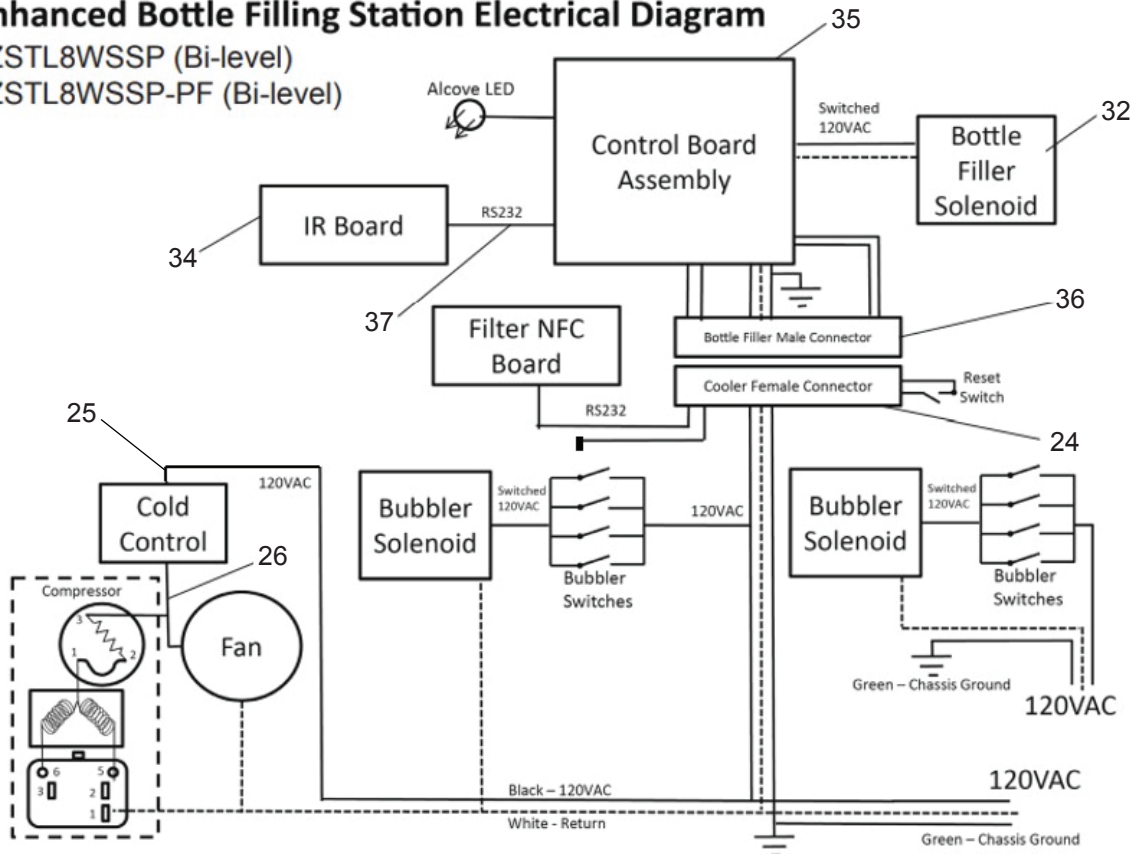 nhanced Bottle Filling Station Electrical Diagram
ZSTL8WSSP (Bi-level)
ZSTL8WSSP-PF (Bi-level)
35
Alcove LED
Switched
120VAC
32
Control Board
Assembly
Bottle
Filler
Solenoid
IR Board
RS232
34
37
Filter NFC
Board
36
Bottle Filler Male Connector
Cooler Female Connector
Reset
Switch
RS232
24
25
120VAC
Cold
Control
Bubbler
Solenoid
Switched
120VAC
120VAC
Bubbler
Switches
Bubbler
Solenoid
Switched
120VAC
Bubbler
Switches
26
Compressor
3
1
2
Fan
Green – Chassis Ground
120VAC
6
5
3
2
1
120VAC
Black – 120VAC
White - Return
Green – Chassis Ground